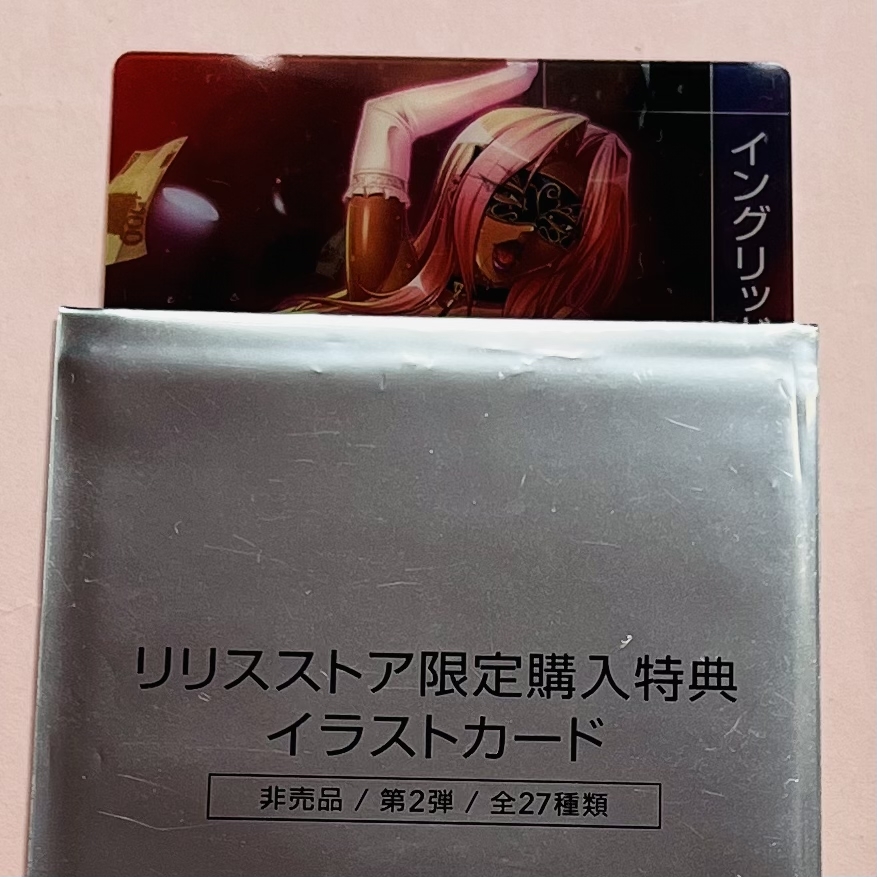 イングリッド
リリスストア限定購入特典
イラストカード
非売品 / 第2弾 / 全27種類